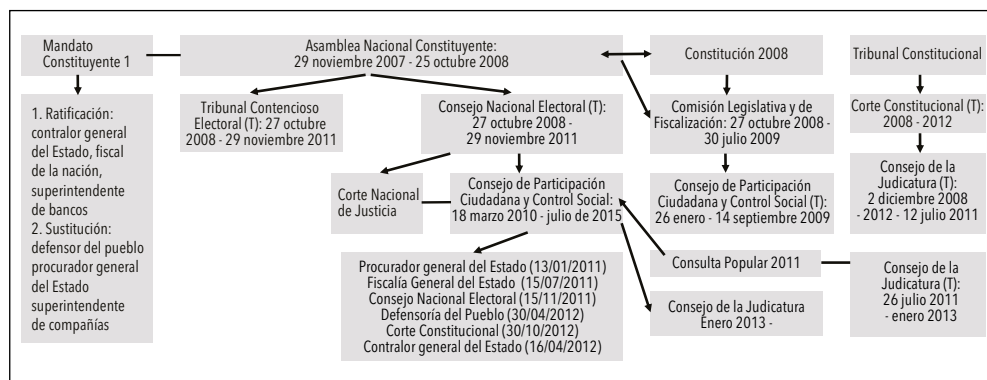 Mandato
Constituyente 1
Asamblea Nacional Constituyente:
29 noviembre 2007 - 25 octubre 2008
Constitución 2008
Tribunal Constitucional
1. Ratificación:
contralor general
del Estado, fiscal
de la nación,
superintendente
de bancos
2. Sustitución:
defensor del pueblo
procurador general
del Estado
superintendente
de compañías
Tribunal Contencioso
Electoral (T): 27 octubre
2008 - 29 noviembre 2011
Consejo Nacional Electoral (T):
27 octubre 2008 -
29 noviembre 2011
Comisión Legislativa y de
Fiscalización: 27 octubre 2008 -
30 julio 2009
Corte Constitucional (T):
2008 - 2012
Corte Nacional
de Justicia
Consejo de Participación
Ciudadana y Control Social:
18 marzo 2010 - julio de 2015
Consejo de Participación
Ciudadana y Control Social (T):
26 enero - 14 septiembre 2009
Consejo de la
Judicatura (T):
2 diciembre 2008
- 2012 - 12 julio 2011
Procurador general del Estado (13/01/2011)
Fiscalía General del Estado (15/07/2011)
Consejo Nacional Electoral (15/11/2011)
Defensoría del Pueblo (30/04/2012)
Corte Constitucional (30/10/2012)
Contralor general del Estado (16/04/2012)
Consulta Popular 2011
Consejo de la Judicatura
Énero 2013 -
Consejo de la
Judicatura (T):
26 julio 2011
- enero 2013